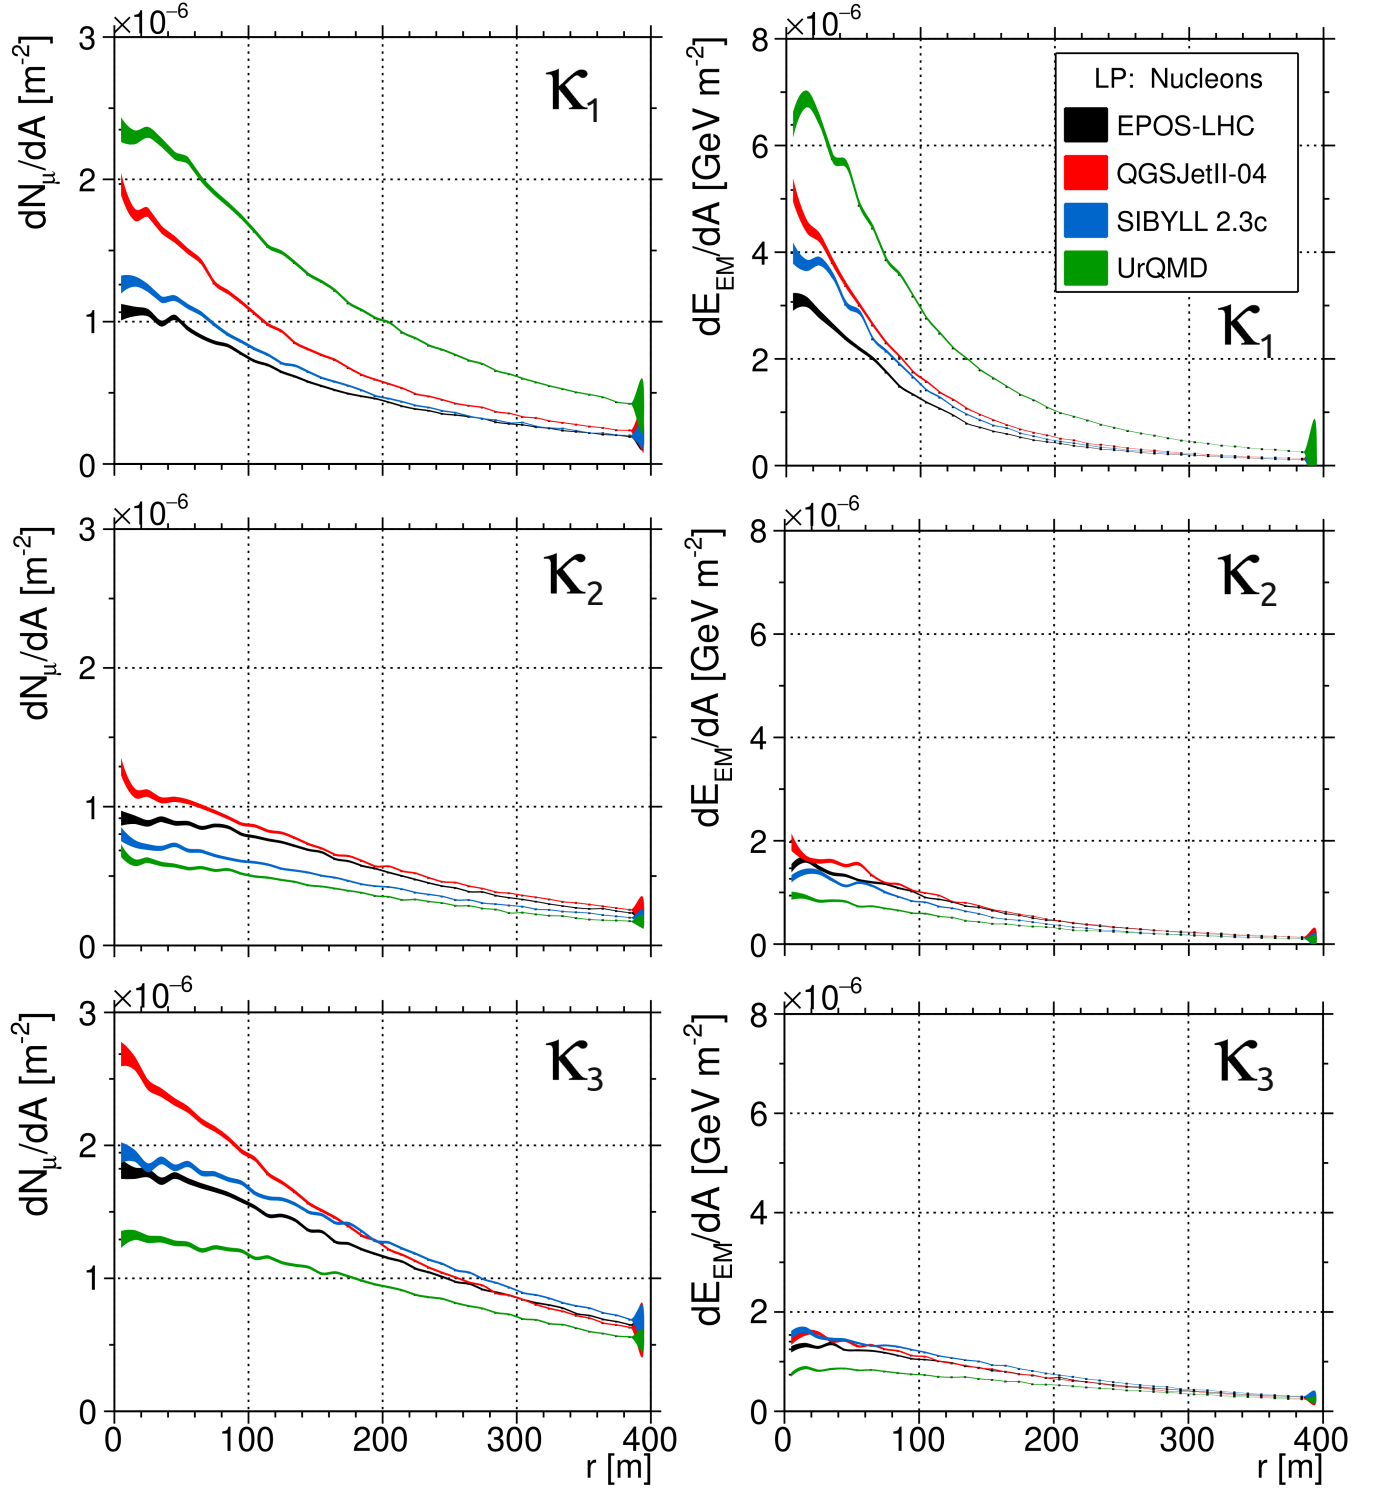 ×10⁻⁶
dNμ/dA [m⁻²]
3
2
1
0
κ₁
×10⁻⁶
dE_EM/dA [GeV m⁻²]
8
6
4
2
0
LP: Nucleons
EPOS-LHC
QGSJetII-04
SIBYLL 2.3c
UrQMD
κ₁
×10⁻⁶
dNμ/dA [m⁻²]
3
2
1
0
κ₂
×10⁻⁶
dE_EM/dA [GeV m⁻²]
8
6
4
2
0
κ₂
×10⁻⁶
dNμ/dA [m⁻²]
3
2
1
0 100 200 300 400
r [m]
κ₃
×10⁻⁶
dE_EM/dA [GeV m⁻²]
8
6
4
2
0
0 100 200 300 400
r [m]
κ₃